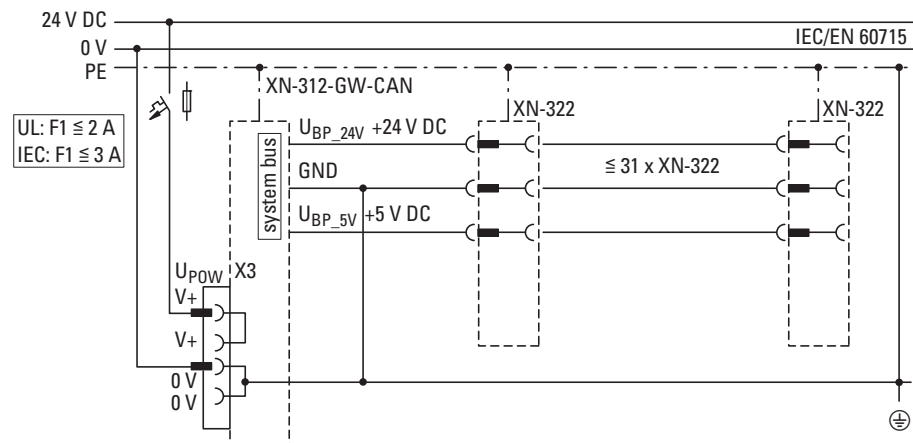 24 V DC
0 V
IEC/EN 60715
PE
XN-312-GW-CAN
XN-322
XN-322
UL: F1 ≦ 2 A
IEC: F1 ≦ 3 A
system bus
U_BP_24V +24 V DC
≦ 31 x XN-322
GND
U_BP_5V +5 V DC
U_POW X3
V+
V+
0 V
0 V